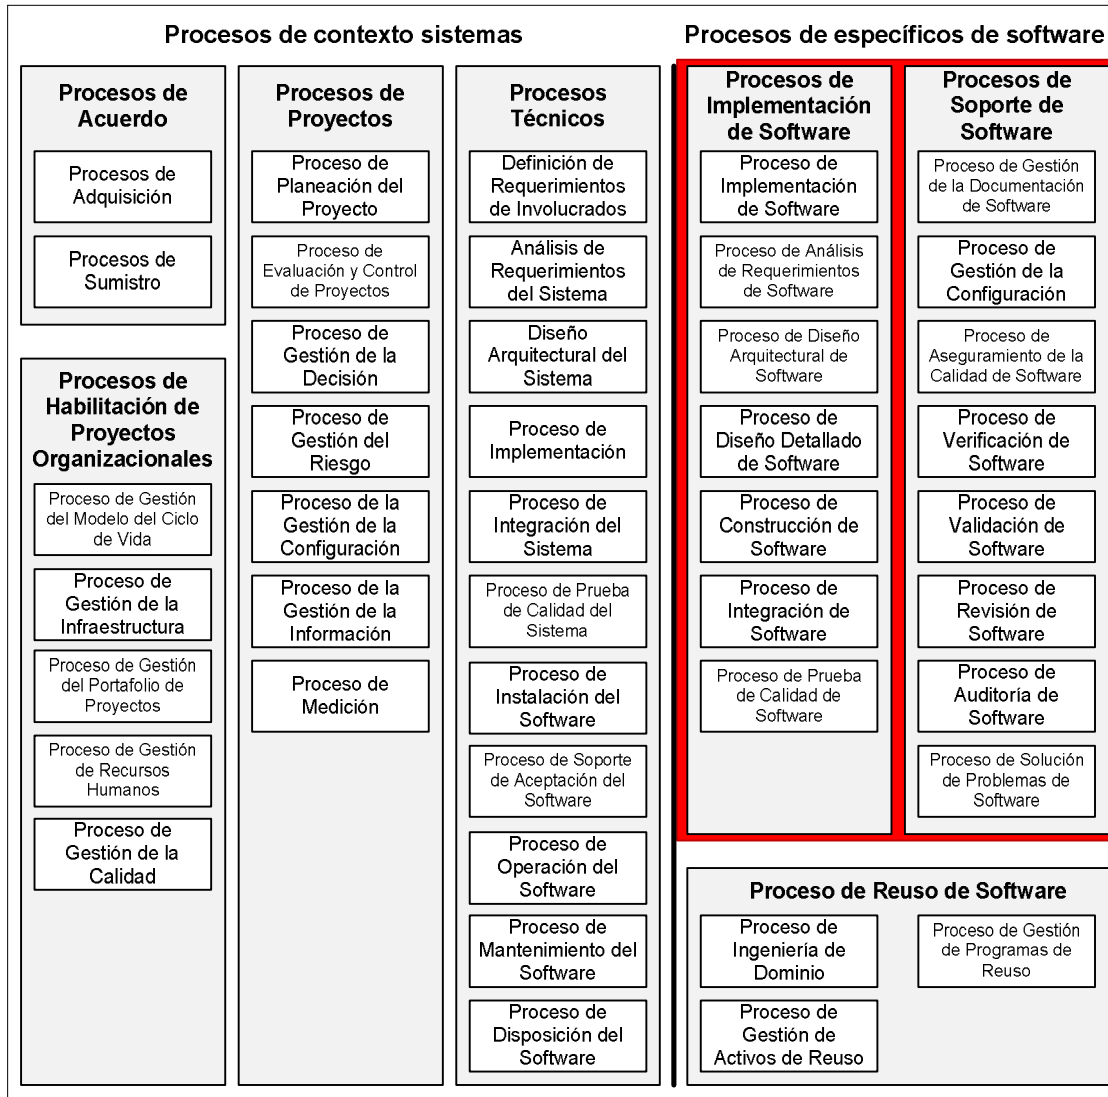 Procesos de contexto sistemas
Procesos de específicos de software
Procesos de
Acuerdo
Procesos de
Adquisición
Procesos de
Sumistro
Procesos de
Habilitación de
Proyectos
Organizacionales
Proceso de Gestión
del Modelo del Ciclo
de Vida
Proceso de
Gestión de la
Infraestructura
Proceso de Gestión
del Portafolio de
Proyectos
Proceso de Gestión
de Recursos
Humanos
Proceso de
Gestión de la
Calidad
Procesos de
Proyectos
Proceso de
Planeación del
Proyecto
Proceso de
Evaluación y Control
de Proyectos
Proceso de
Gestión de la
Decisión
Proceso de
Gestión del
Riesgo
Proceso de la
Gestión de la
Configuración
Proceso de la
Gestión de la
Información
Proceso de
Medición
Procesos
Técnicos
Definición de
Requerimientos
de Involucrados
Análisis de
Requerimientos
del Sistema
Diseño
Arquitectural del
Sistema
Proceso de
Implementación
Proceso de
Integración del
Sistema
Proceso de Prueba
de Calidad del
Sistema
Proceso de
Instalación del
Software
Proceso de Soporte
de Aceptación del
Software
Proceso de
Operación del
Software
Proceso de
Mantenimiento del
Software
Proceso de
Disposición del
Software
Procesos de
Implementación
de Software
Proceso de
Implementación
de Software
Proceso de Análisis
de Requerimientos
de Software
Proceso de Diseño
Arquitectural de
Software
Proceso de
Diseño Detallado
de Software
Proceso de
Construcción de
Software
Proceso de
Integración de
Software
Proceso de Prueba
de Calidad de
Software
Procesos de
Soporte de
Software
Proceso de Gestión
de la Documentación
de Software
Proceso de
Gestión de la
Configuración
Proceso de
Aseguramiento de la
Calidad de Software
Proceso de
Verificación de
Software
Proceso de
Validación de
Software
Proceso de
Revisión de
Software
Proceso de
Auditoría de
Software
Proceso de Solución
de Problemas de
Software
Proceso de Reuso de Software
Proceso de
Ingeniería de
Dominio
Proceso de Gestión
de Programas de
Reuso
Proceso de
Gestión de
Activos de Reuso